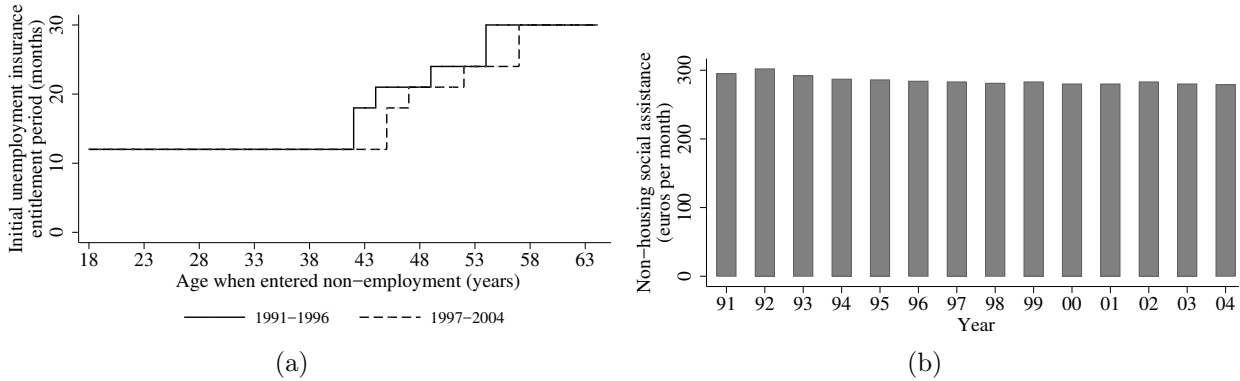 Initial unemployment insurance
entitlement period (months)
30
20
10
0
18 23 28 33 38 43 48 53 58 63
Age when entered non−employment (years)
1991−1996 1997−2004
(a)
Non−housing social assistance
(euros per month)
300
200
100
0
91 92 93 94 95 96 97 98 99 00 01 02 03 04
Year
(b)